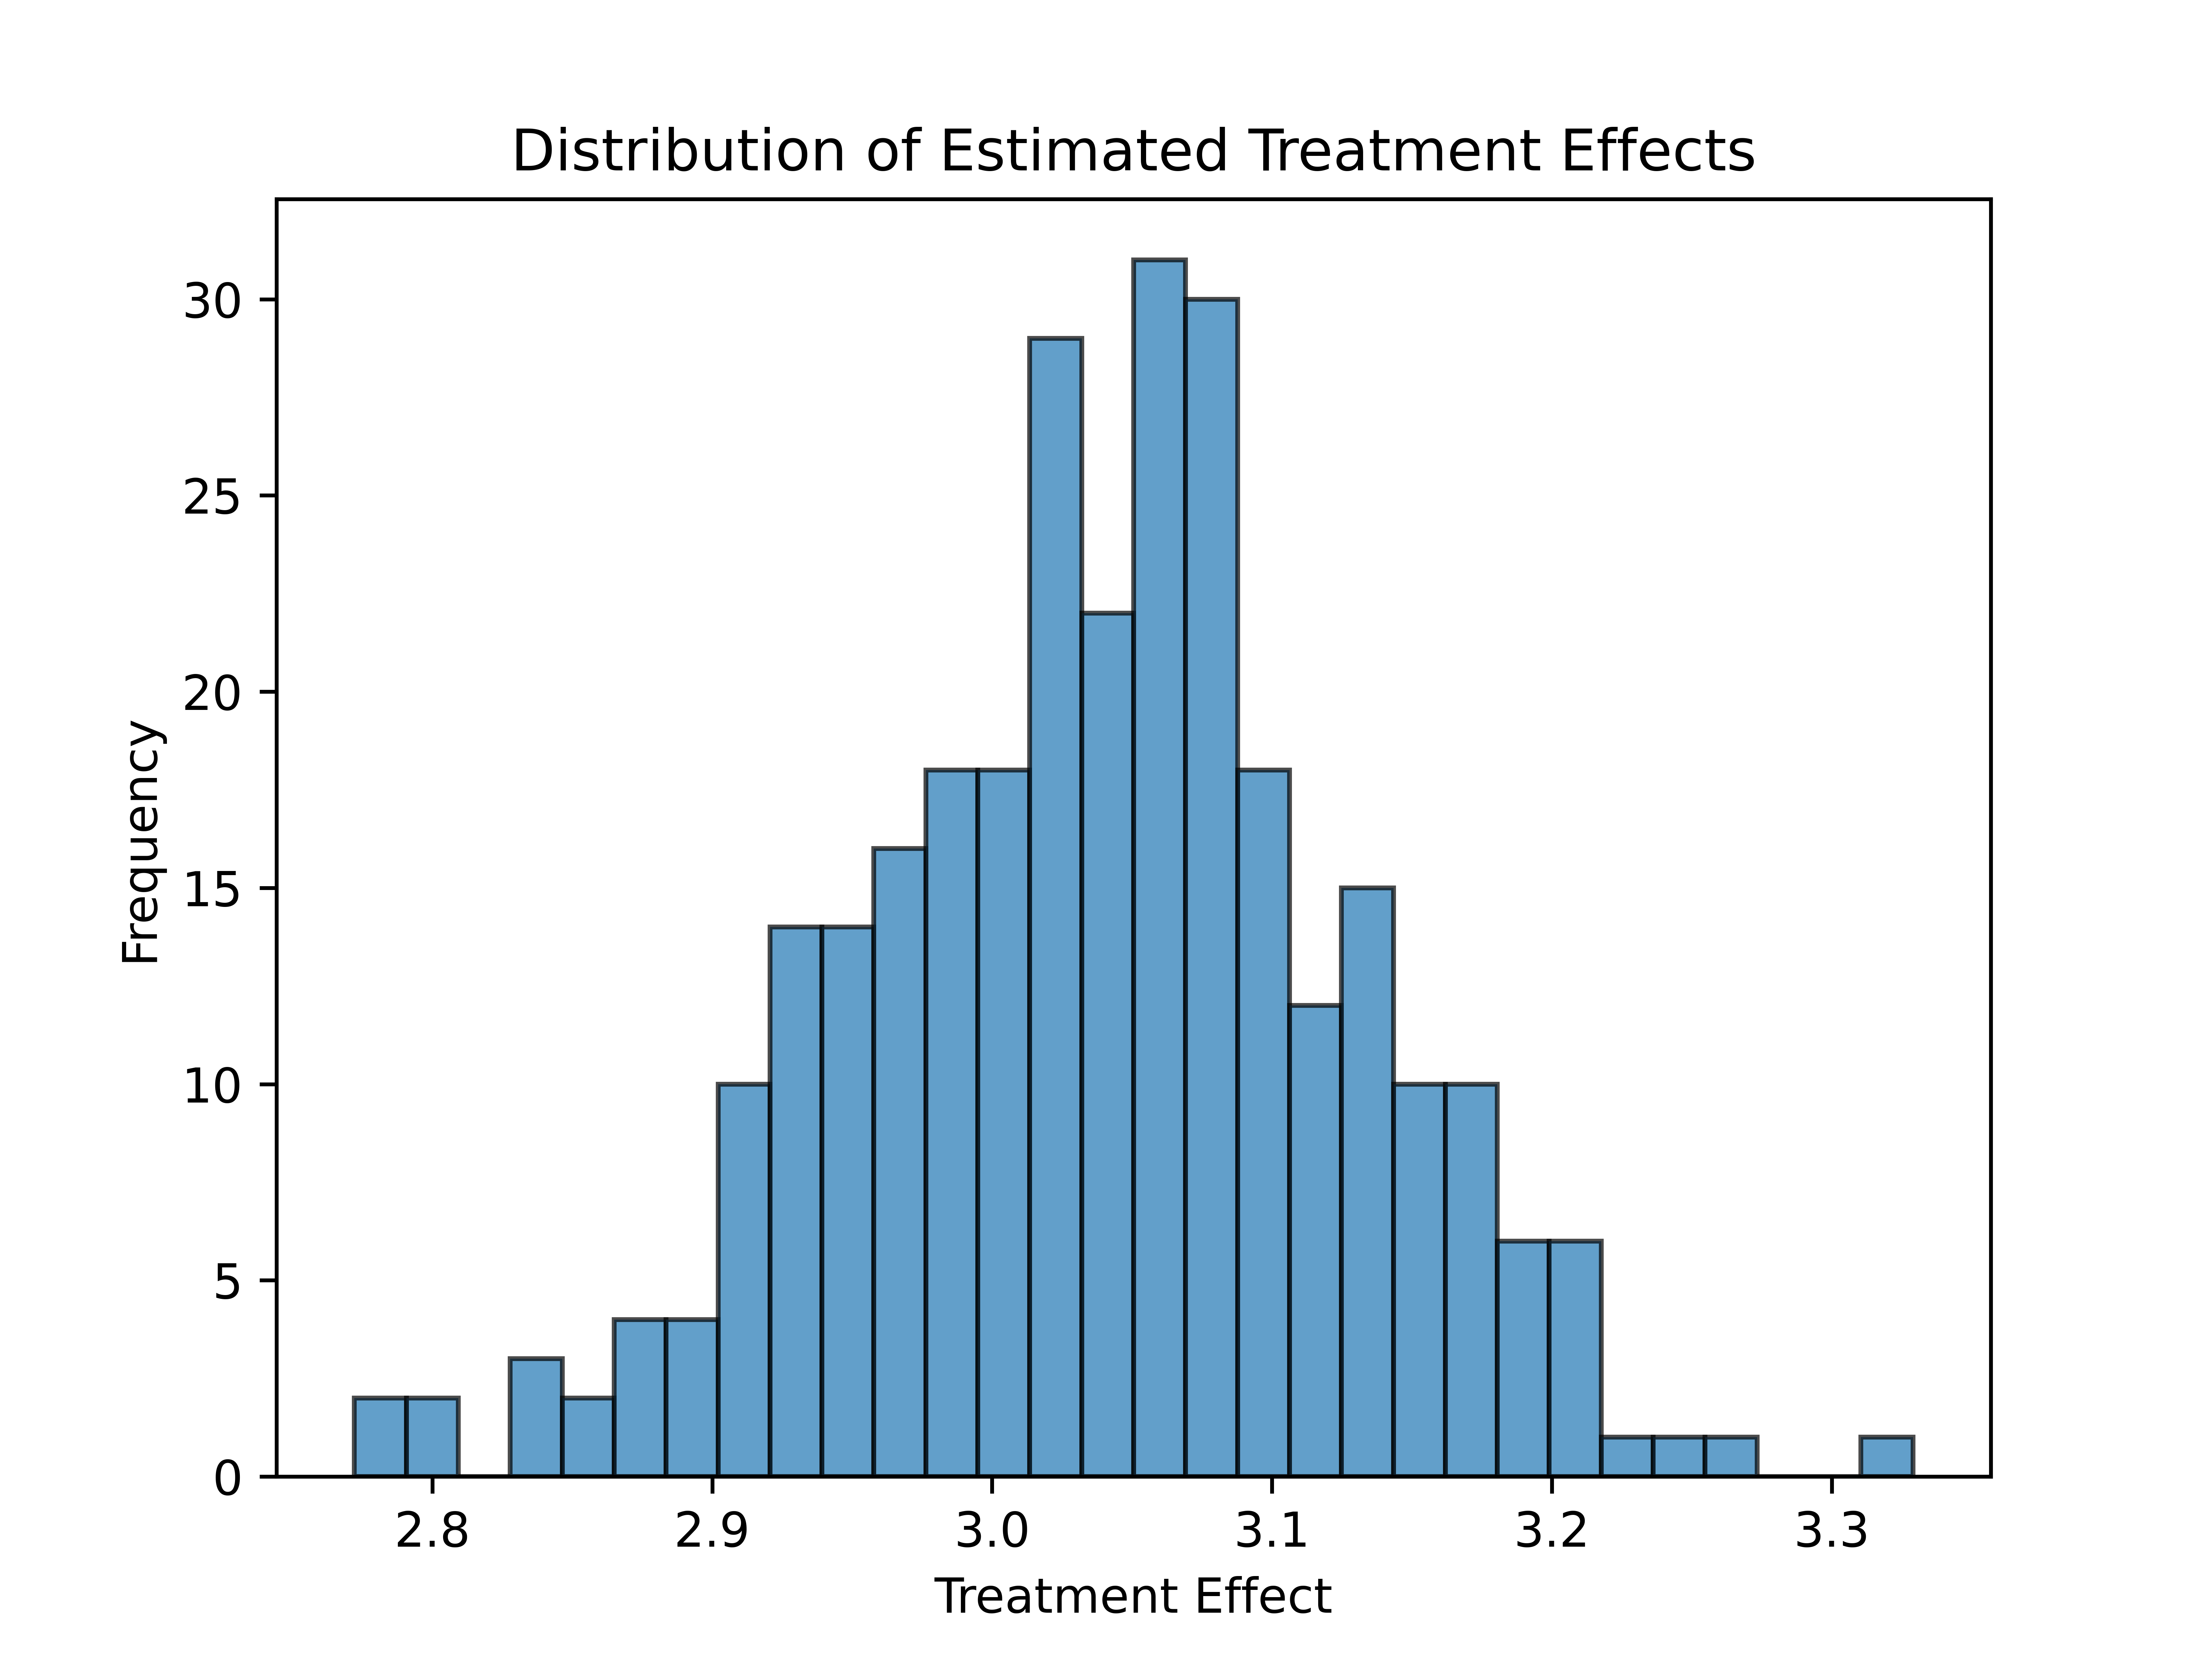 Distribution of Estimated Treatment Effects
Frequency
30
25
20
15
10
5
0
2.8 2.9 3.0 3.1 3.2 3.3
Treatment Effect